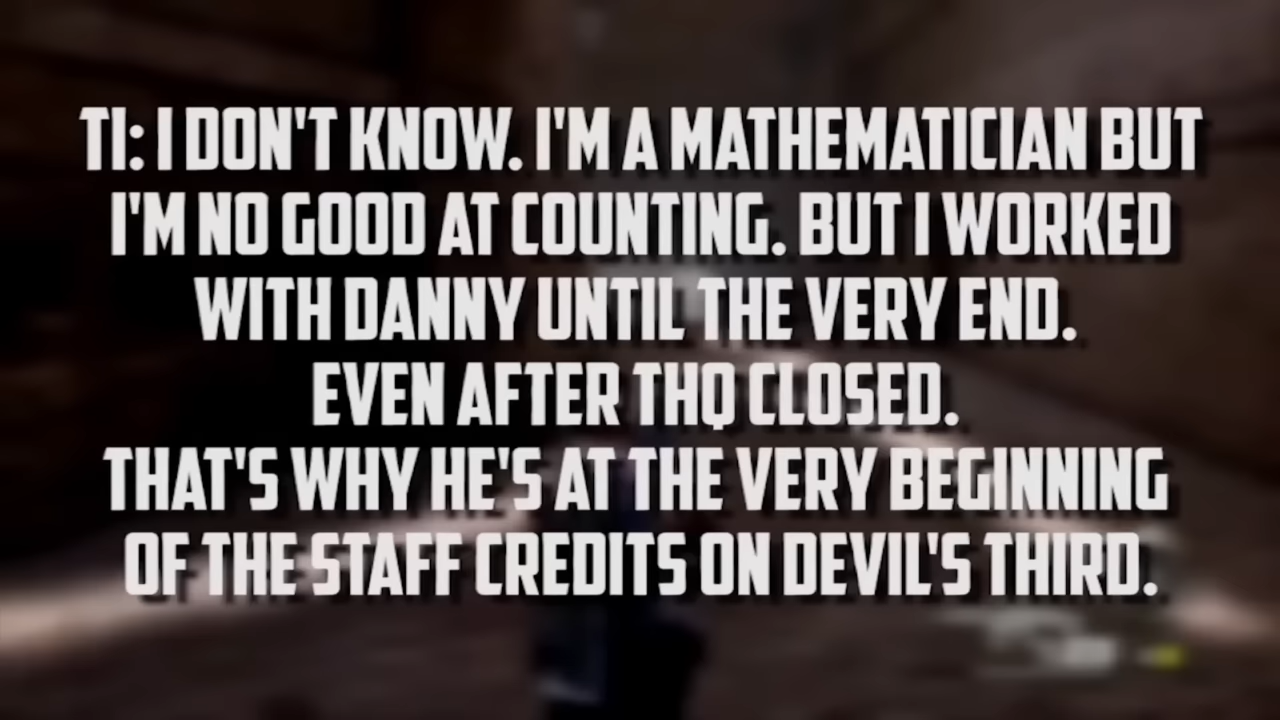 TI: I DON'T KNOW. I'M A MATHEMATICIAN BUT
I'M NO GOOD AT COUNTING. BUT I WORKED
WITH DANNY UNTIL THE VERY END.
EVEN AFTER THQ CLOSED.
THAT'S WHY HE'S AT THE VERY BEGINNING
OF THE STAFF CREDITS ON DEVIL'S THIRD.